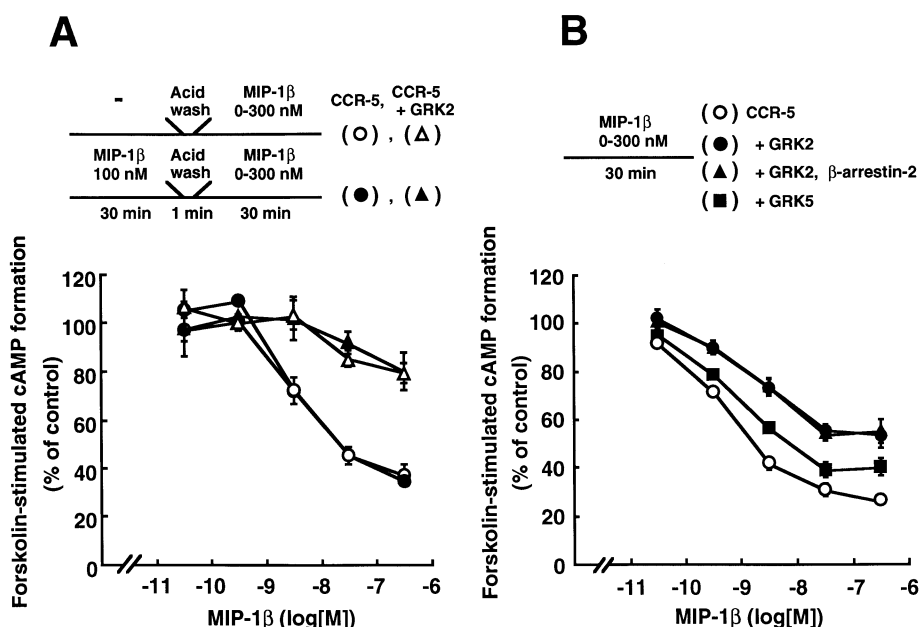 A
-
Acid wash
MIP-1β 0-300 nM
CCR-5, CCR-5 + GRK2
(○) , (△)
MIP-1β 100 nM
Acid wash
MIP-1β 0-300 nM
(●) , (▲)
30 min 1 min 30 min
Forskolin-stimulated cAMP formation
(% of control)
120
100
80
60
40
20
0
-11 -10 -9 -8 -7 -6
MIP-1β (log[M])
B
MIP-1β
0-300 nM
30 min
(○) CCR-5
(●) + GRK2
(▲) + GRK2, β-arrestin-2
(■) + GRK5
Forskolin-stimulated cAMP formation
(% of control)
120
100
80
60
40
20
0
-11 -10 -9 -8 -7 -6
MIP-1β (log[M])